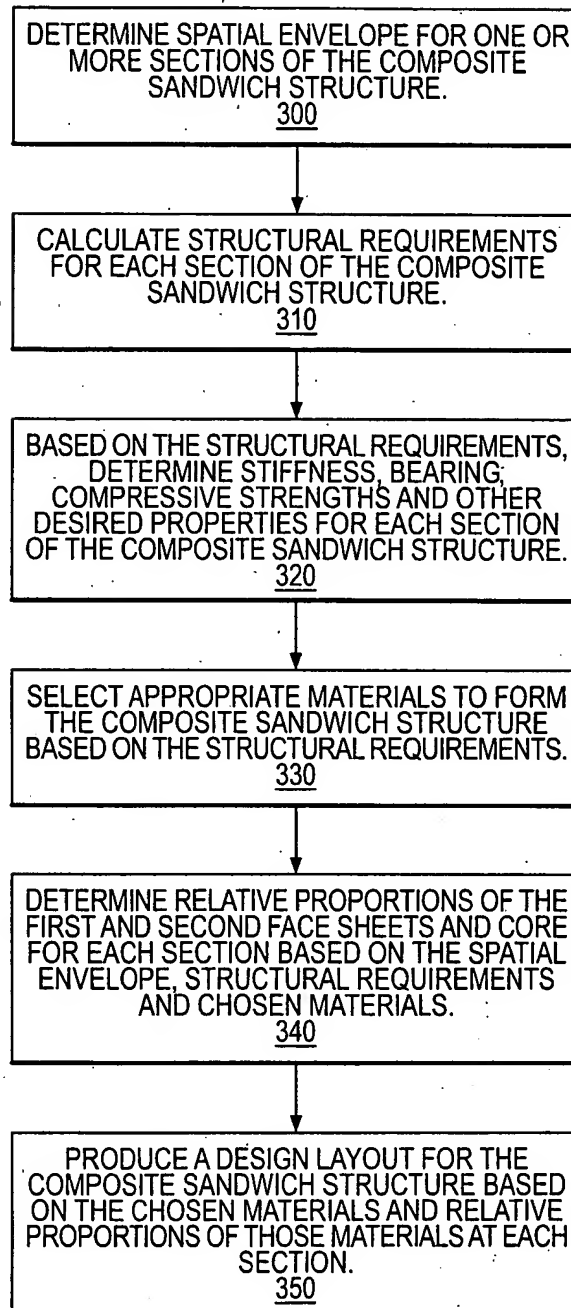 DETERMINE SPATIAL ENVELOPE FOR ONE OR
MORE SECTIONS OF THE COMPOSITE
SANDWICH STRUCTURE.
300
CALCULATE STRUCTURAL REQUIREMENTS
FOR EACH SECTION OF THE COMPOSITE
SANDWICH STRUCTURE.
310
BASED ON THE STRUCTURAL REQUIREMENTS,
DETERMINE STIFFNESS, BEARING,
COMPRESSIVE STRENGTHS AND OTHER
DESIRED PROPERTIES FOR EACH SECTION
OF THE COMPOSITE SANDWICH STRUCTURE.
320
SELECT APPROPRIATE MATERIALS TO FORM
THE COMPOSITE SANDWICH STRUCTURE
BASED ON THE STRUCTURAL REQUIREMENTS.
330
DETERMINE RELATIVE PROPORTIONS OF THE
FIRST AND SECOND FACE SHEETS AND CORE
FOR EACH SECTION BASED ON THE SPATIAL
ENVELOPE, STRUCTURAL REQUIREMENTS
AND CHOSEN MATERIALS.
340
PRODUCE A DESIGN LAYOUT FOR THE
COMPOSITE SANDWICH STRUCTURE BASED
ON THE CHOSEN MATERIALS AND RELATIVE
PROPORTIONS OF THOSE MATERIALS AT EACH
SECTION.
350